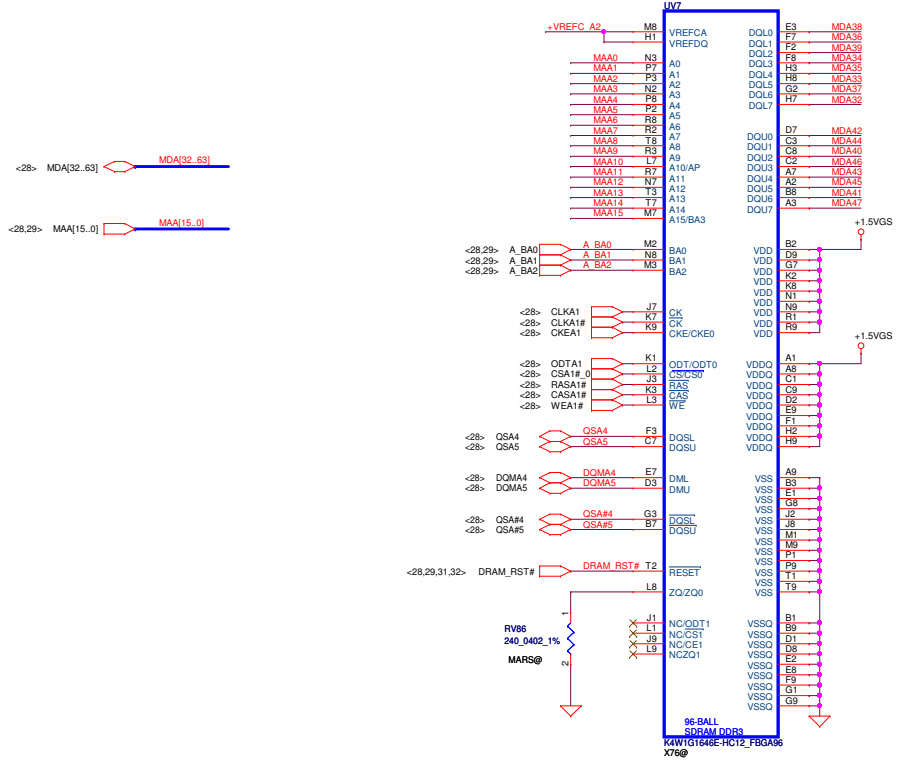 UV7
+VREFC_A2 M8 VREFCA DQL0 E3 MDA38
H1 VREFDQ DQL1 F7 MDA36
DQL2 F2 MDA39
MAA0 N3 A0 DQL3 F8 MDA34
MAA1 P7 A1 DQL4 H3 MDA35
MAA2 P3 A2 DQL5 H8 MDA33
MAA3 N2 A3 DQL6 G2 MDA37
MAA4 P8 A4 DQL7 H7 MDA32
MAA5 P2 A5
MAA6 R8 A6
MAA7 R2 A7 DQU0 D7 MDA42
MAA8 T8 A8 DQU1 C3 MDA44
MAA9 R3 A9 DQU2 C8 MDA40
MAA10 L7 A10/AP DQU3 C2 MDA46
MAA11 R7 A11 DQU4 A7 MDA43
MAA12 N7 A12 DQU5 A2 MDA45
MAA13 T3 A13 DQU6 B8 MDA41
MAA14 T7 A14 DQU7 A3 MDA47
MAA15 M7 A15/BA3
<28> MDA[32..63] MDA[32..63]
<28,29> MAA[15..0] MAA[15..0]
+1.5VGS
<28,29> A_BA0 A_BA0 M2 BA0 VDD B2
<28,29> A_BA1 A_BA1 N8 BA1 VDD D9
<28,29> A_BA2 A_BA2 M3 BA2 VDD G7
VDD K2
VDD K8
VDD N1
<28> CLKA1 J7 CK VDD N9
<28> CLKA1# K7 CK VDD R1
<28> CKEA1 K9 CKE/CKE0 VDD R9
+1.5VGS
<28> ODTA1 K1 ODT/ODT0 VDDQ A1
<28> CSA1#_0 L2 CS/CS0 VDDQ A8
<28> RASA1# J3 RAS VDDQ C1
<28> CASA1# K3 CAS VDDQ C9
<28> WEA1# L3 WE VDDQ D2
VDDQ E9
VDDQ F1
<28> QSA4 QSA4 F3 DQSL VDDQ H2
<28> QSA5 QSA5 C7 DQSU VDDQ H9
<28> DQMA4 DQMA4 E7 DML VSS A9
<28> DQMA5 DQMA5 D3 DMU VSS B3
VSS E1
VSS G8
<28> QSA#4 QSA#4 G3 DQSL VSS J2
<28> QSA#5 QSA#5 B7 DQSU VSS J8
VSS M1
VSS M9
VSS P1
<28,29,31,32> DRAM_RST# DRAM_RST# T2 RESET VSS P9
VSS T1
L8 ZQ/ZQ0 VSS T9
1
RV86
240_0402_1%
MARS@
2
J1 NC/ODT1 VSSQ B1
L1 NC/CS1 VSSQ B9
J9 NC/CE1 VSSQ D1
L9 NCZQ1 VSSQ D8
VSSQ E2
VSSQ E8
VSSQ F9
VSSQ G1
VSSQ G9
96-BALL
SDRAM DDR3
K4W1G1646E-HC12_FBGA96
X76@